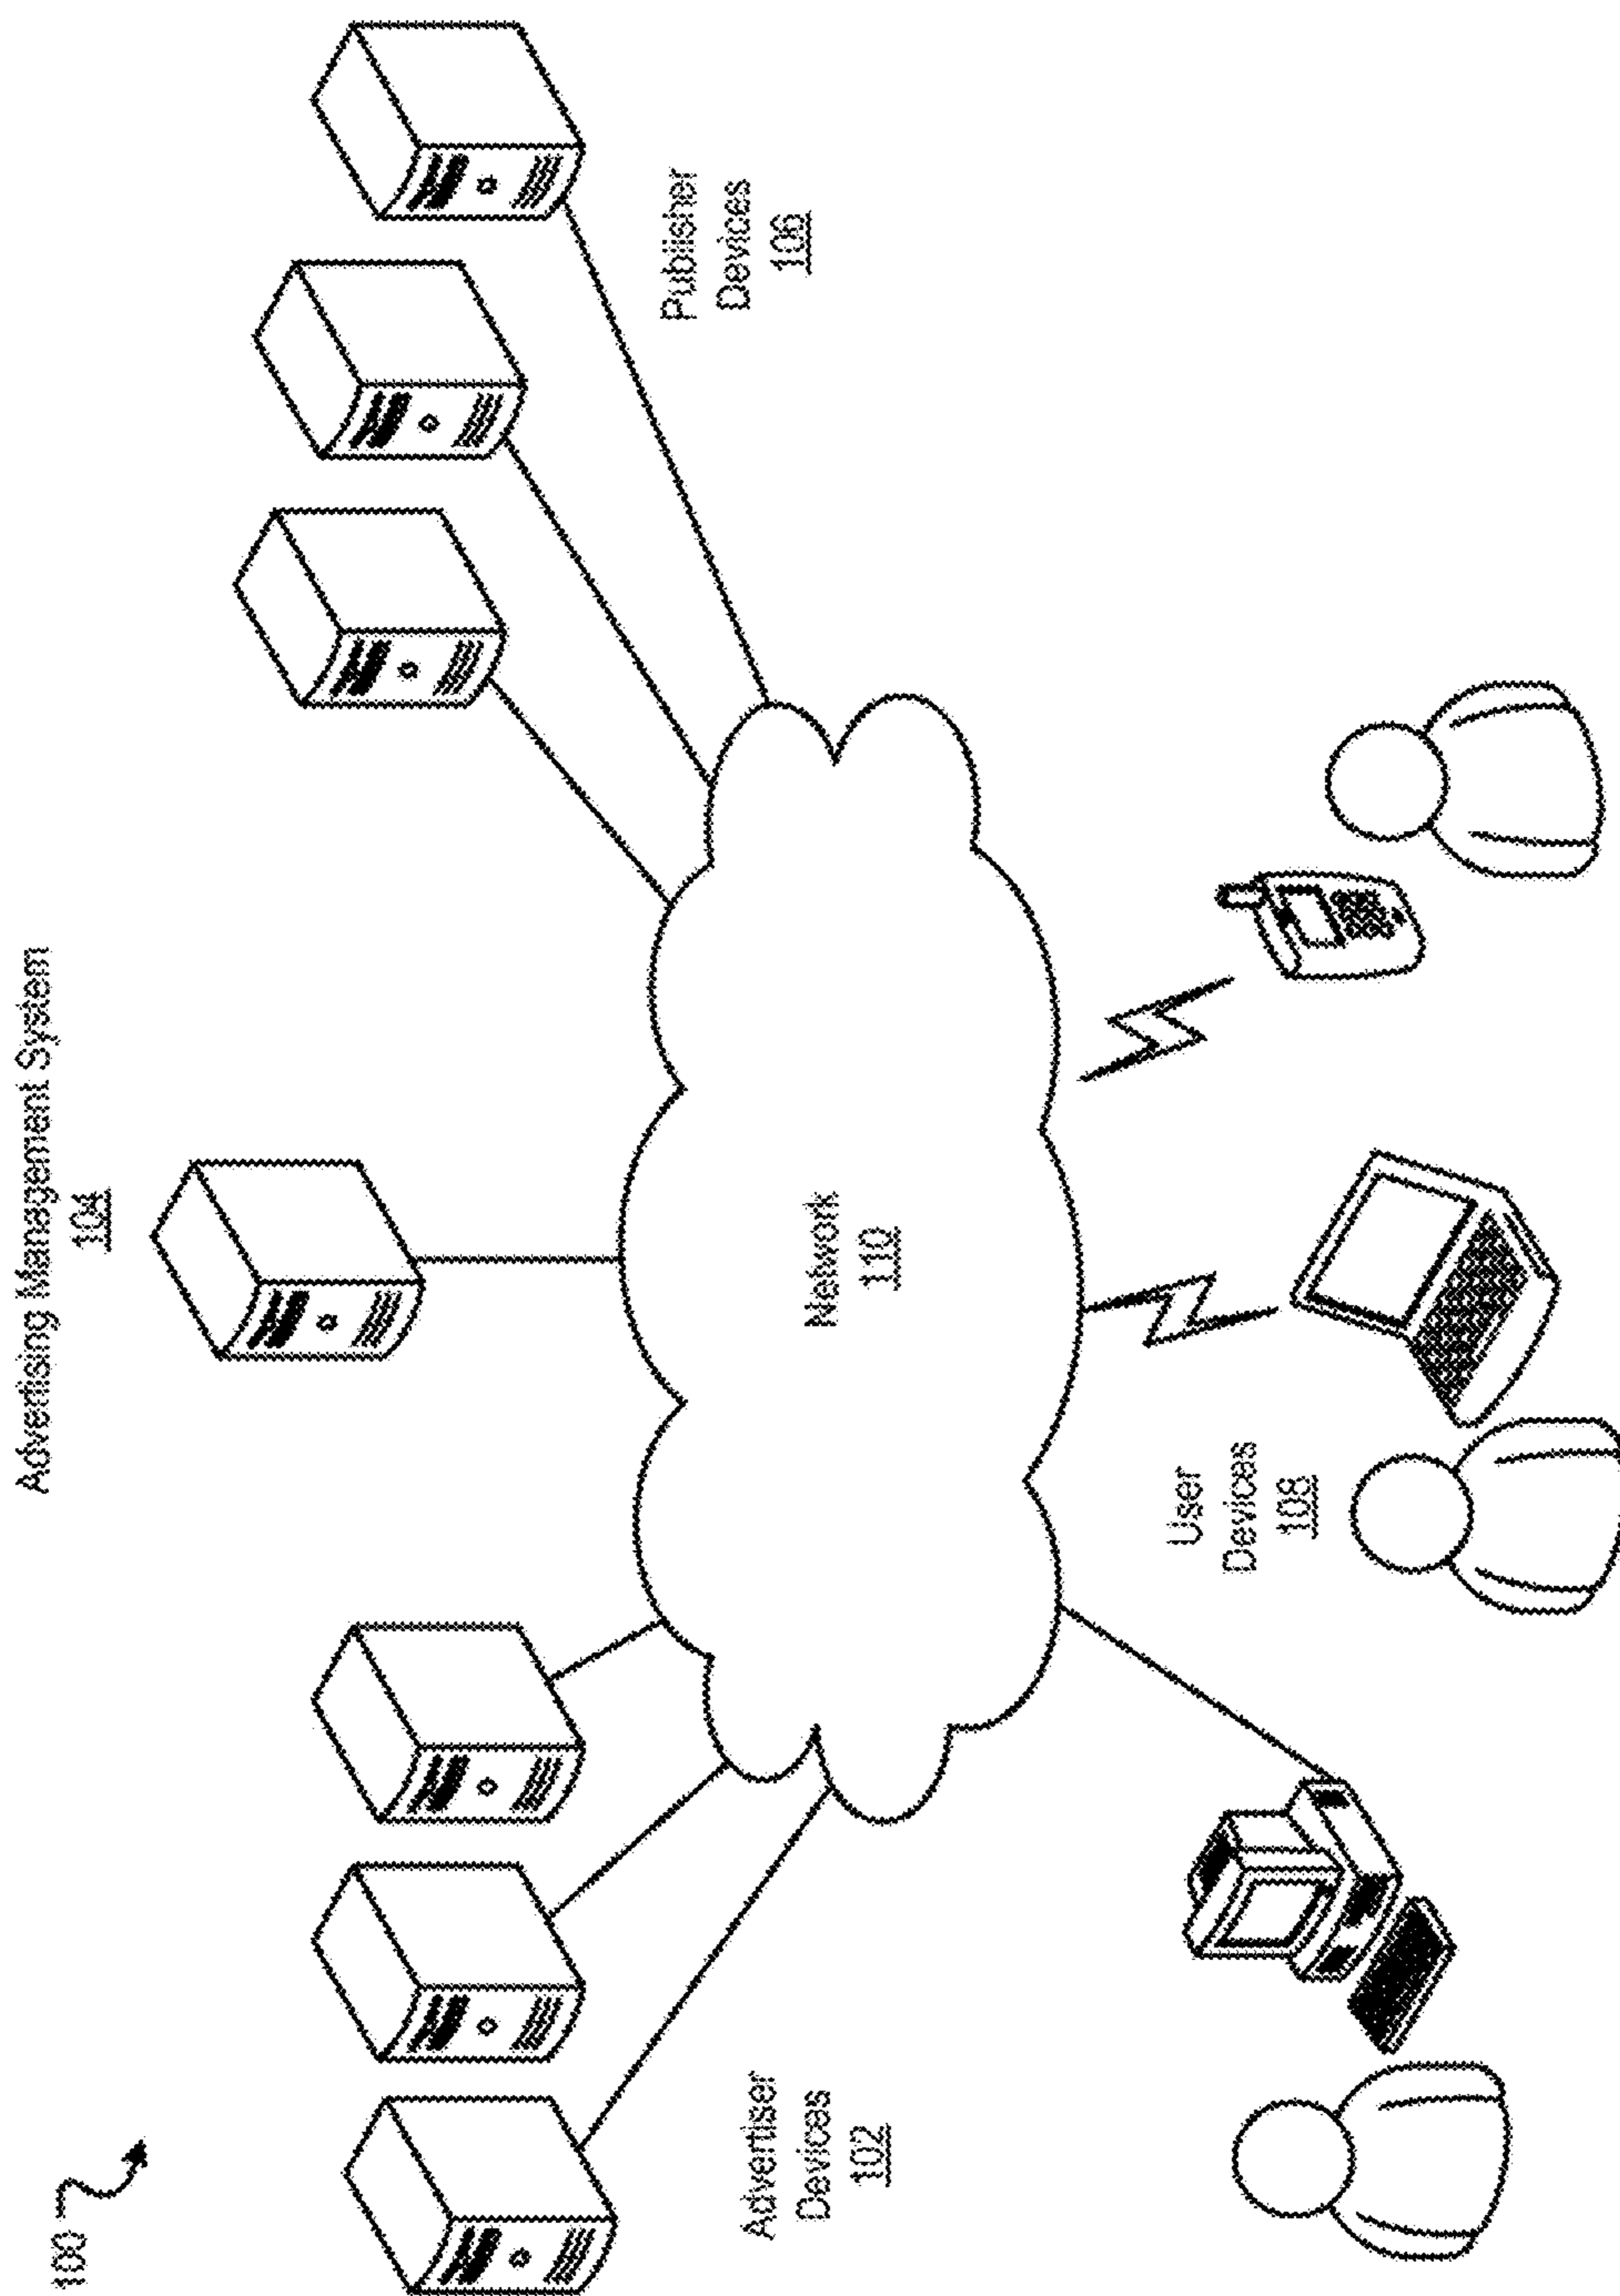 100
Advertising Management System
104
Advertiser
Devices
102
Publisher
Devices
106
Network
110
User
Devices
108